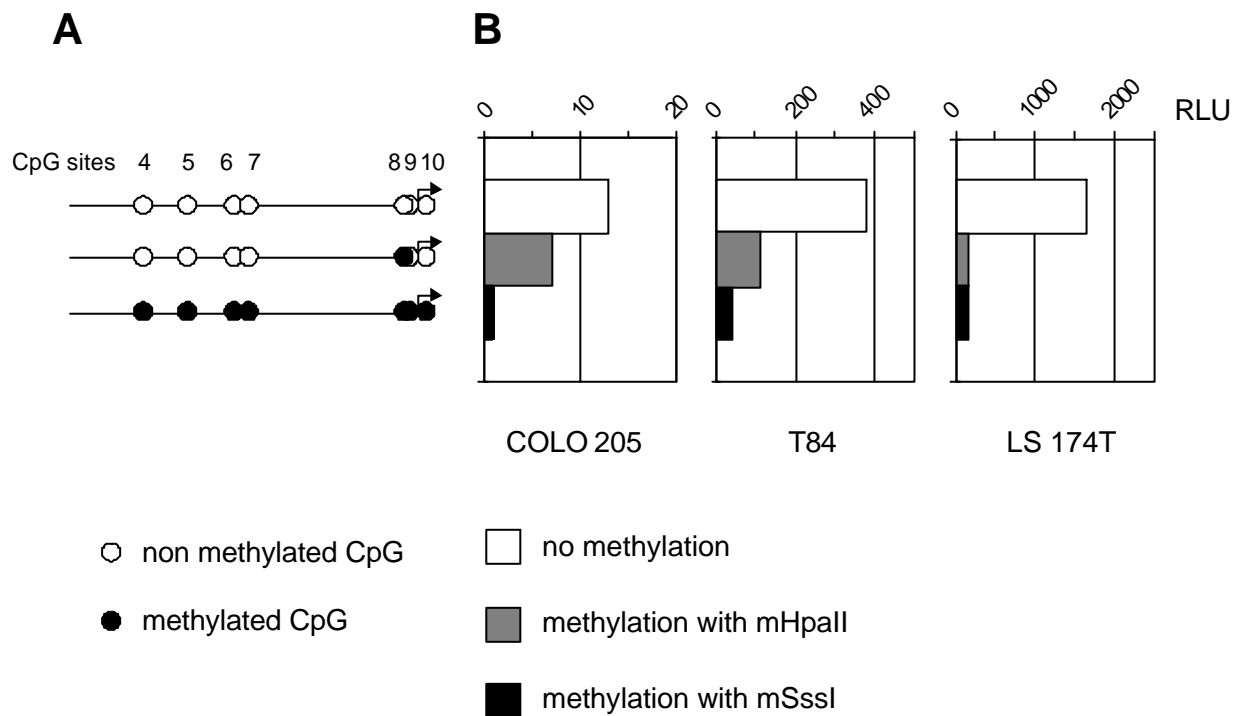 A
B
0 10 20
0 200 400
0 1000 2000
RLU
CpG sites 4 5 6 7 8 9 10
COLO 205
T84
LS 174T
non methylated CpG
methylated CpG
no methylation
methylation with mHpaII
methylation with mSssI